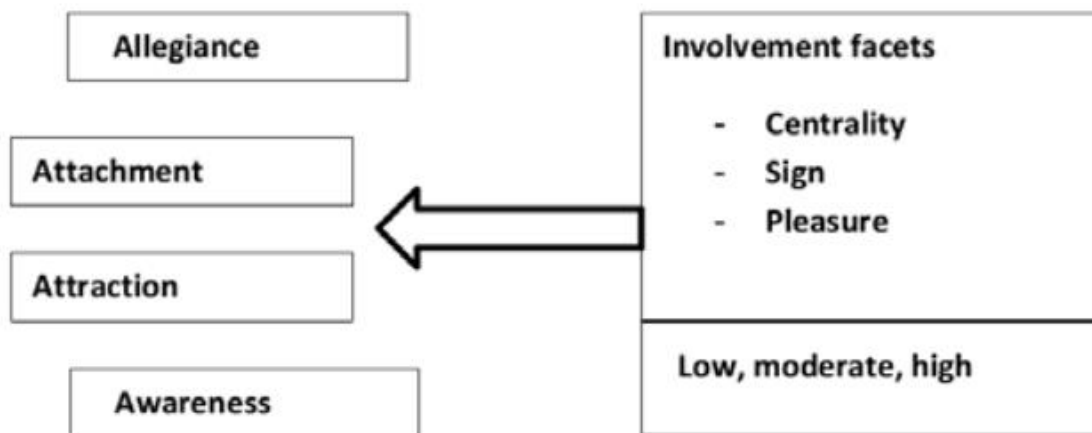 Allegiance
Attachment
Attraction
Awareness
Involvement facets
- Centrality
- Sign
- Pleasure
Low, moderate, high